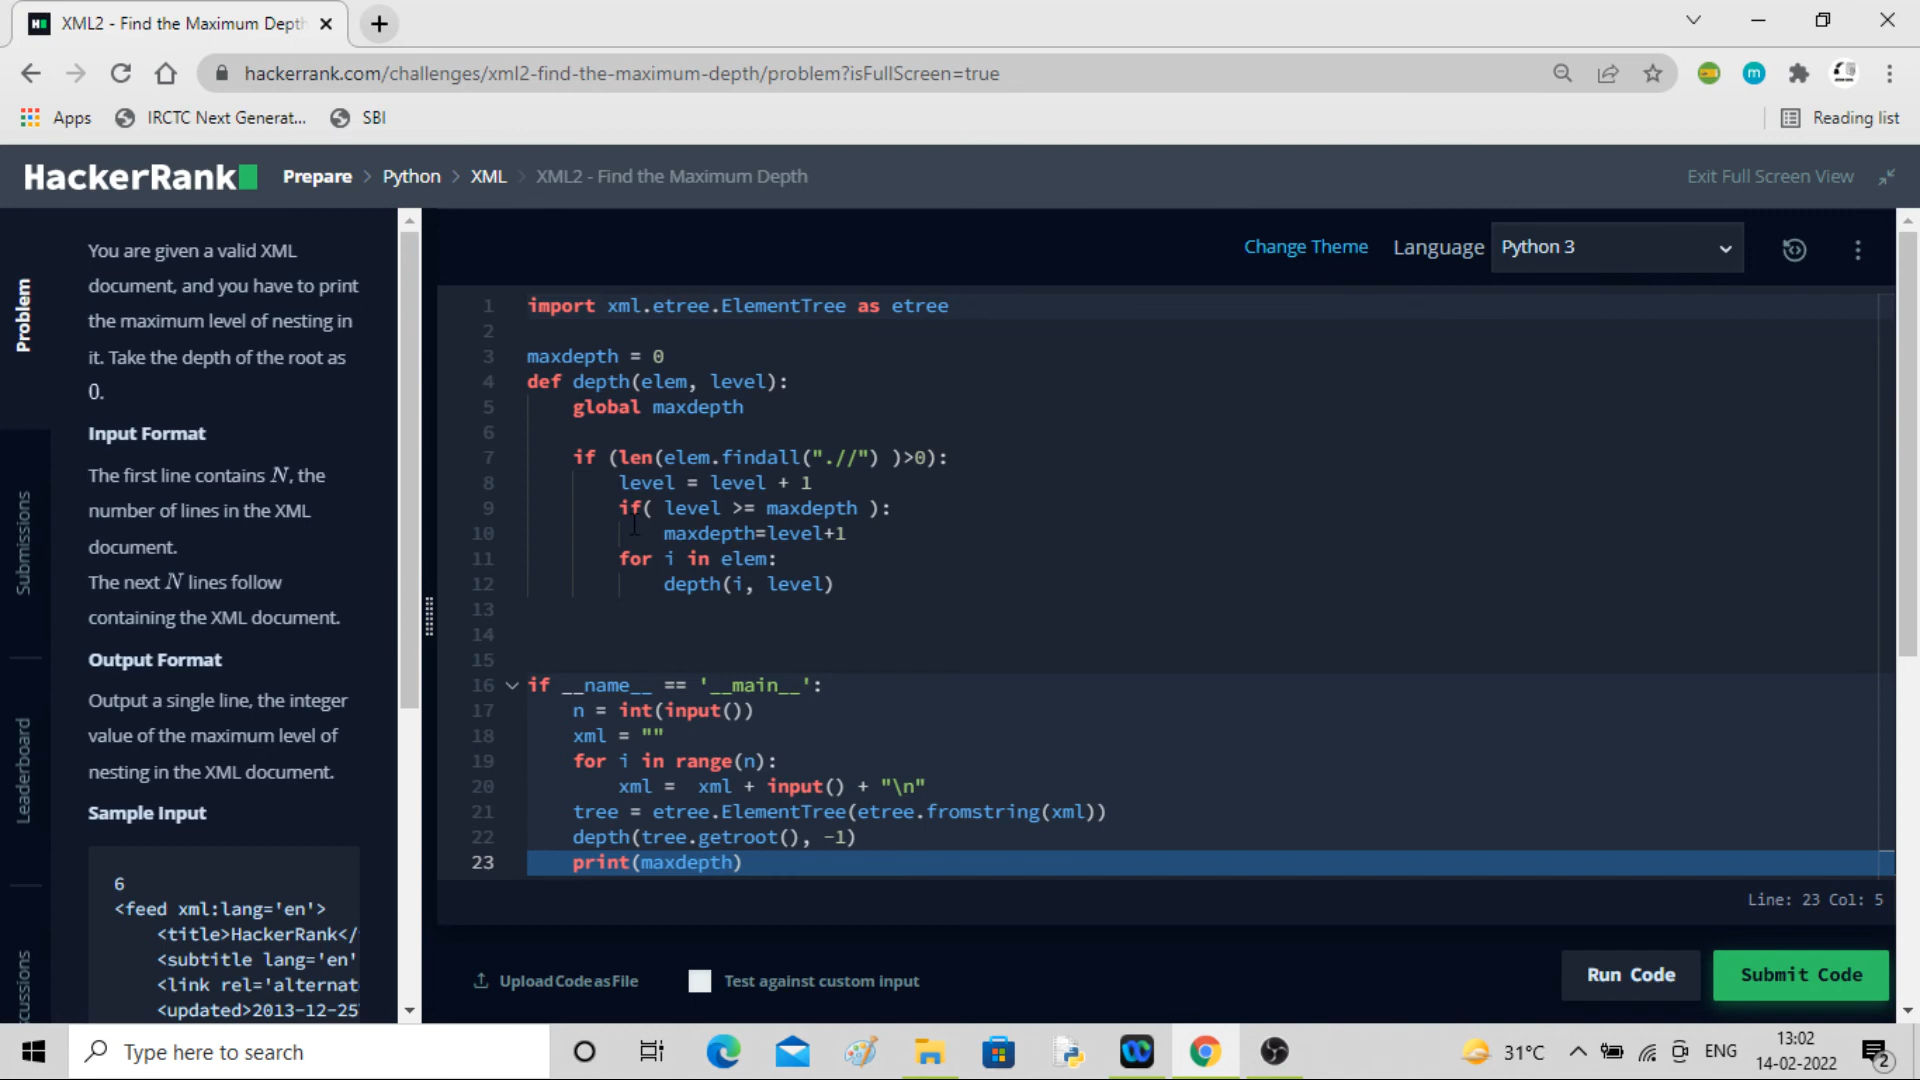 XML2 - Find the Maximum Depth
hackerrank.com/challenges/xml2-find-the-maximum-depth/problem?isFullScreen=true
m
Apps
IRCTC Next Generat...
SBI
Reading list
HackerRank
Prepare > Python > XML > XML2 - Find the Maximum Depth
Exit Full Screen View
Problem
Submissions
Leaderboard
cussions
You are given a valid XML
document, and you have to print
the maximum level of nesting in
it. Take the depth of the root as
0.
Input Format
The first line contains N, the
number of lines in the XML
document.
The next N lines follow
containing the XML document.
Output Format
Output a single line, the integer
value of the maximum level of
nesting in the XML document.
Sample Input
6
<feed xml:lang='en'>
<title>HackerRank</
<subtitle lang='en'
<link rel='alternat
<updated>2013-12-25
Change Theme
Language
Python 3
1 import xml.etree.ElementTree as etree
2
3 maxdepth = 0
4 def depth(elem, level):
5 global maxdepth
6
7 if (len(elem.findall(".//") )>0):
8 level = level + 1
9 if( level >= maxdepth ):
10 maxdepth=level+1
11 for i in elem:
12 depth(i, level)
13
14
15
16 if __name__ == '__main__':
17 n = int(input())
18 xml = ""
19 for i in range(n):
20 xml =  xml + input() + "\n"
21 tree = etree.ElementTree(etree.fromstring(xml))
22 depth(tree.getroot(), -1)
23 print(maxdepth)
Line: 23 Col: 5
Upload Code as File
Test against custom input
Run Code
Submit Code
Type here to search
31°C
ENG
13:02
14-02-2022
2